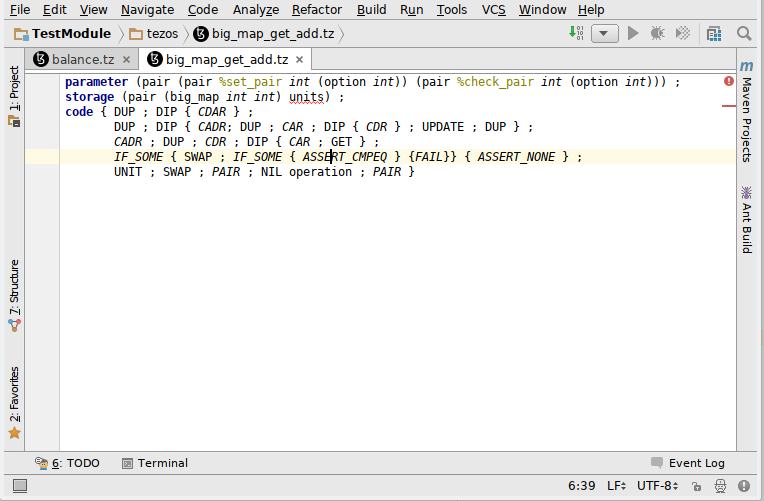 File Edit View Navigate Code Analyze Refactor Build Run Tools VCS Window Help
TestModule tezos big_map_get_add.tz
balance.tz × big_map_get_add.tz ×
1: Project
7: Structure
2: Favorites
parameter (pair (pair %set_pair int (option int)) (pair %check_pair int (option int))) ;
storage (pair (big_map int int) units) ;
code { DUP ; DIP { CDAR } ;
DUP ; DIP { CADR; DUP ; CAR ; DIP { CDR } ; UPDATE ; DUP } ;
CADR ; DUP ; CDR ; DIP { CAR ; GET } ;
IF_SOME { SWAP ; IF_SOME { ASSERT_CMPEQ } {FAIL}} { ASSERT_NONE } ;
UNIT ; SWAP ; PAIR ; NIL operation ; PAIR }
m Maven Projects
Ant Build
6: TODO Terminal Event Log
6:39 LF UTF-8